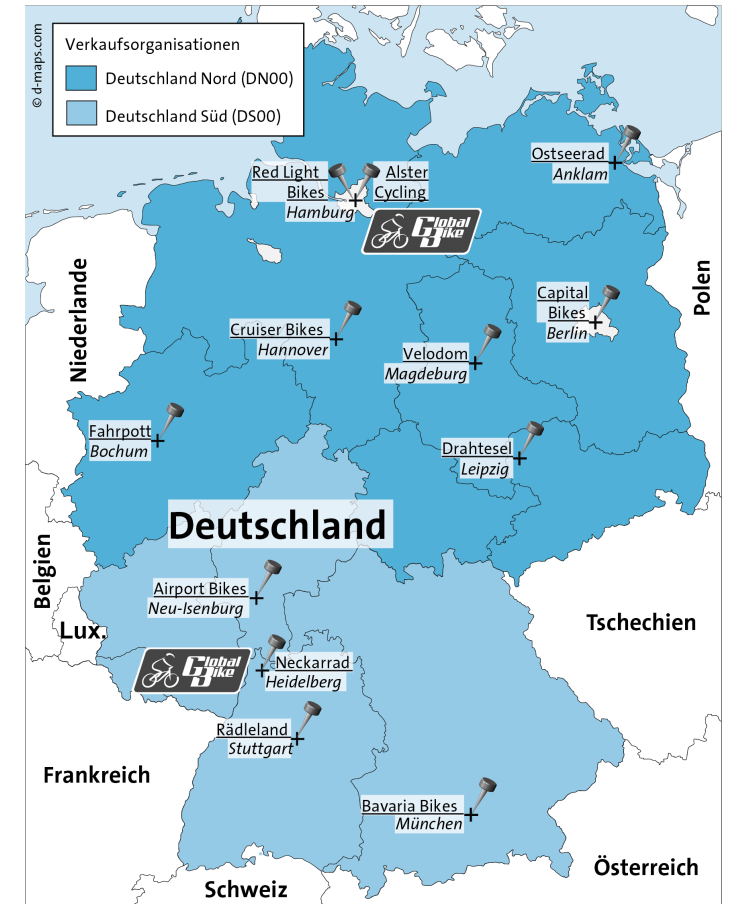 © d-maps.com
Verkaufsorganisationen
Deutschland Nord (DN00)
Deutschland Süd (DS00)
Ostseerad
Anklam
Red Light
Bikes
Alster
Cycling
Hamburg
Global
Bike
Polen
Niederlande
Capital
Bikes
Berlin
Cruiser Bikes
Hannover
Velodom
Magdeburg
Fahrpott
Bochum
Drahtesel
Leipzig
Deutschland
Belgien
Airport Bikes
Neu-Isenburg
Lux.
Tschechien
Global
Bike
Neckarrad
Heidelberg
Rädleland
Stuttgart
Frankreich
Bavaria Bikes
München
Österreich
Schweiz